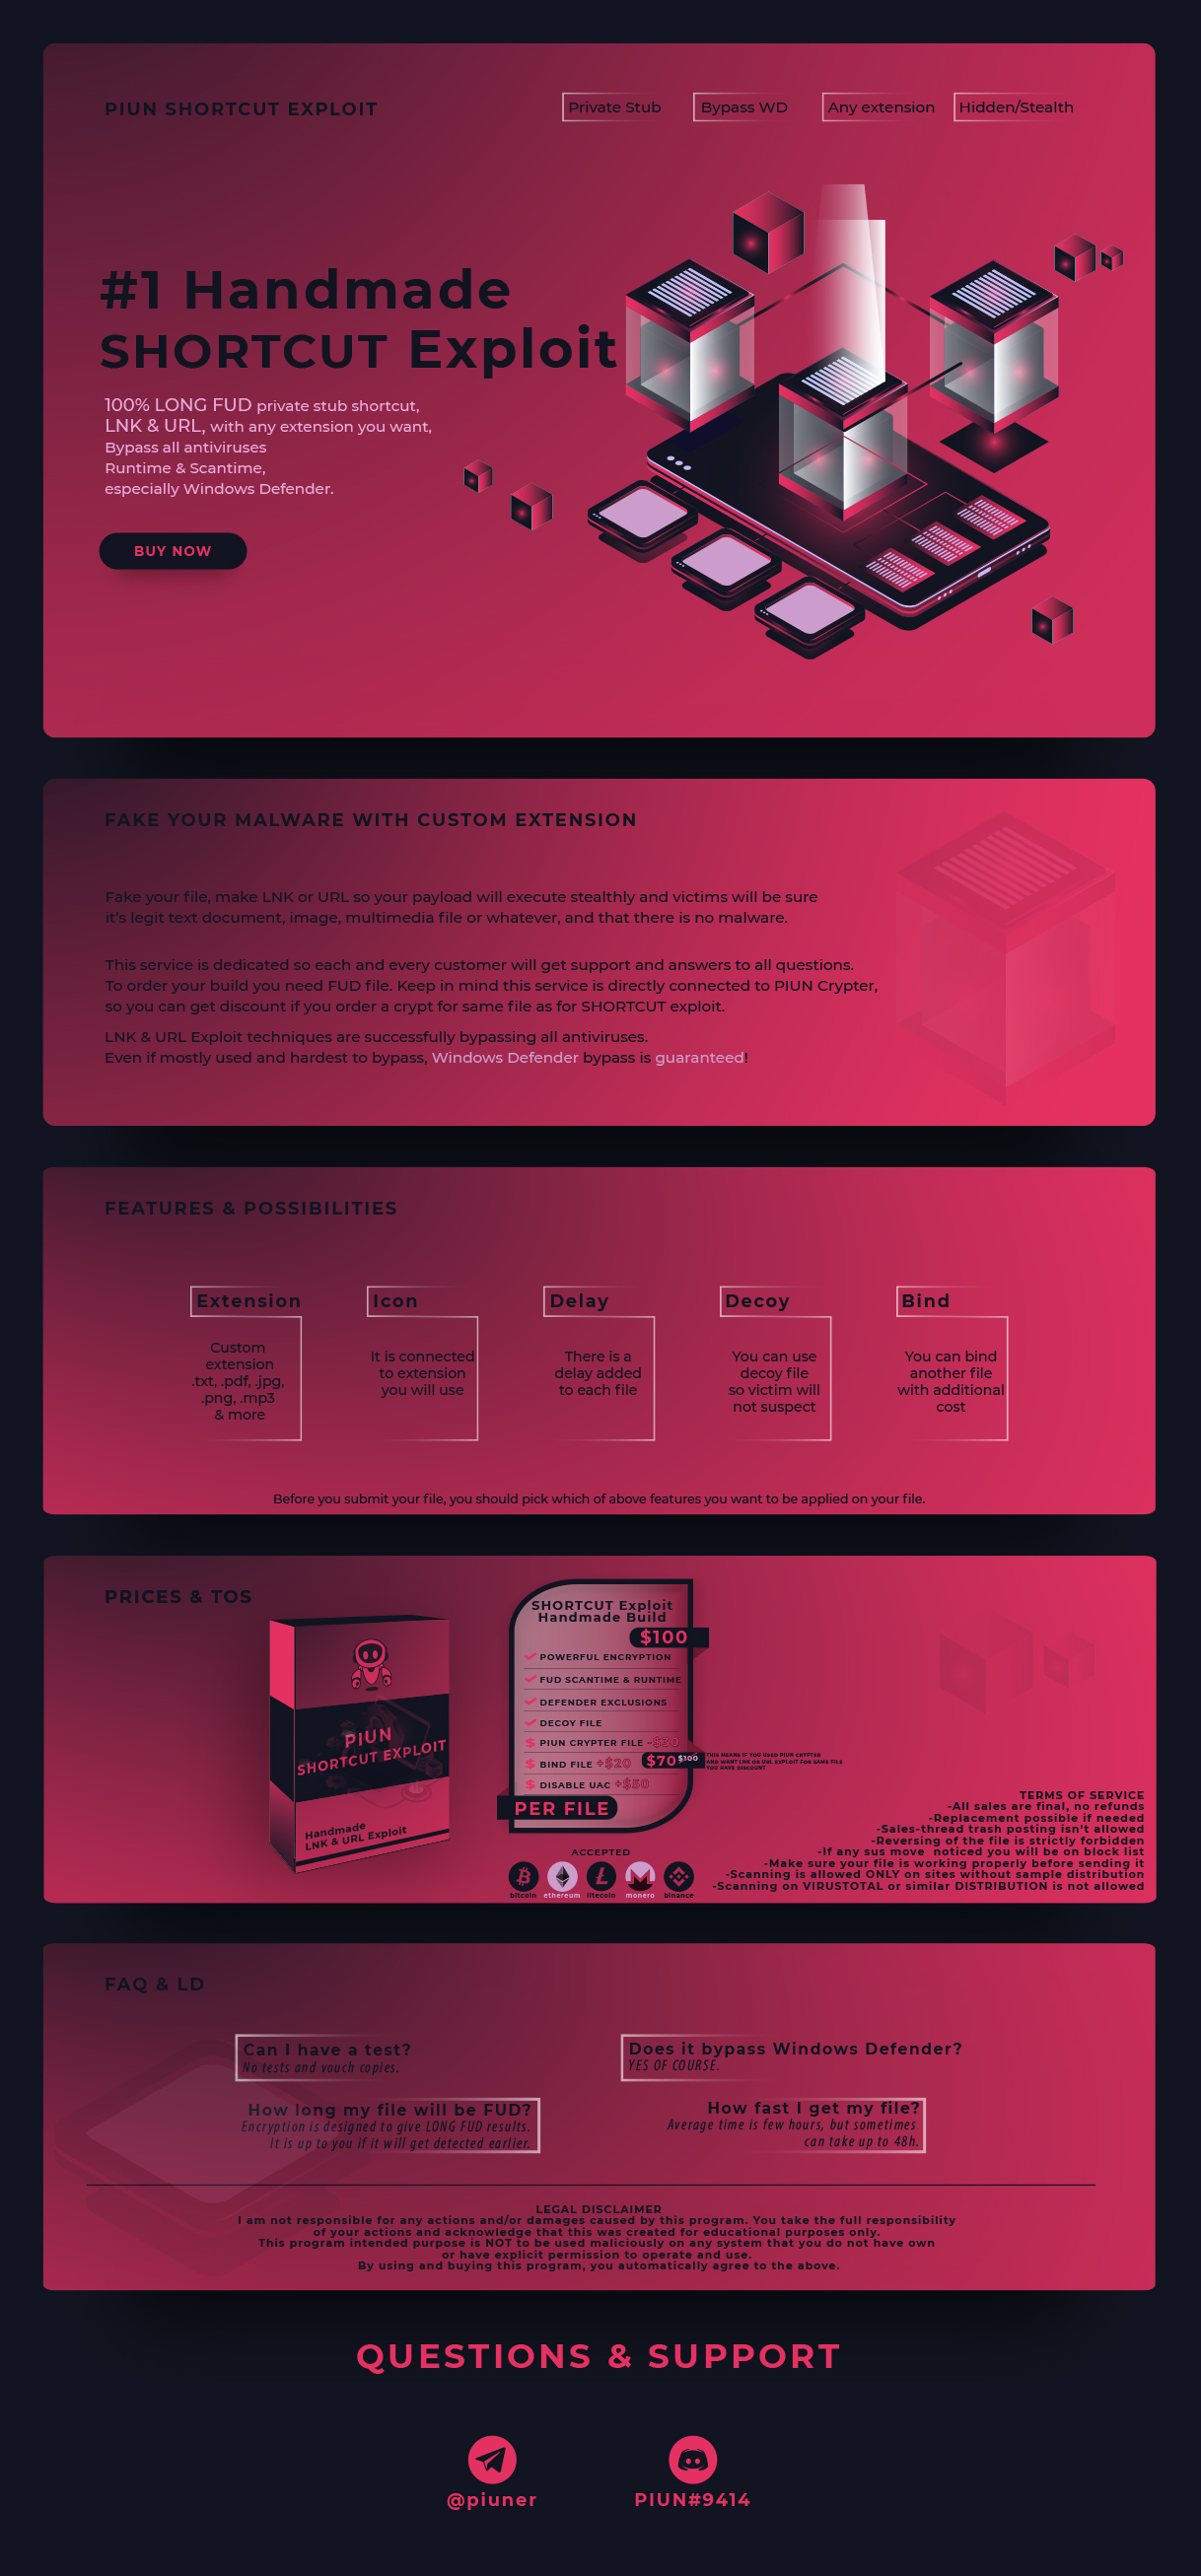 PIUN SHORTCUT EXPLOIT
Private Stub
Bypass WD
Any extension
Hidden/Stealth
#1 Handmade
SHORTCUT Exploit
100% LONG FUD private stub shortcut,
LNK & URL, with any extension you want,
Bypass all antiviruses
Runtime & Scantime,
especially Windows Defender.
BUY NOW
FAKE YOUR MALWARE WITH CUSTOM EXTENSION
Fake your file, make LNK or URL so your payload will execute stealthly and victims will be sure
it's legit text document, image, multimedia file or whatever, and that there is no malware.
This service is dedicated so each and every customer will get support and answers to all questions.
To order your build you need FUD file. Keep in mind this service is directly connected to PIUN Crypter,
so you can get discount if you order a crypt for same file as for SHORTCUT exploit.
LNK & URL Exploit techniques are successfully bypassing all antiviruses.
Even if mostly used and hardest to bypass, Windows Defender bypass is guaranteed!
FEATURES & POSSIBILITIES
Extension
Custom
extension
.txt, .pdf, .jpg,
.png, .mp3
& more
Icon
It is connected
to extension
you will use
Delay
There is a
delay added
to each file
Decoy
You can use
decoy file
so victim will
not suspect
Bind
You can bind
another file
with additional
cost
Before you submit your file, you should pick which of above features you want to be applied on your file.
PRICES & TOS
PIUN
SHORTCUT EXPLOIT
Handmade
LNK & URL Exploit
SHORTCUT Exploit
Handmade Build
$100
POWERFUL ENCRYPTION
FUD SCANTIME & RUNTIME
DEFENDER EXCLUSIONS
DECOY FILE
$ PIUN CRYPTER FILE -$30
$ BIND FILE +$20
$70 $100
THIS MEANS IF YOU USED PIUN CRYPTER
AND WANT LNK OR URL EXPLOIT FOR SAME FILE
YOU HAVE DISCOUNT
$ DISABLE UAC +$50
PER FILE
ACCEPTED
bitcoin
ethereum
litecoin
monero
binance
TERMS OF SERVICE
-All sales are final, no refunds
-Replacement possible if needed
-Sales-thread trash posting isn't allowed
-Reversing of the file is strictly forbidden
-If any sus move noticed you will be on block list
-Make sure your file is working properly before sending it
-Scanning is allowed ONLY on sites without sample distribution
-Scanning on VIRUSTOTAL or similar DISTRIBUTION is not allowed
FAQ & LD
Can I have a test?
No tests and vouch copies.
Does it bypass Windows Defender?
YES OF COURSE.
How long my file will be FUD?
Encryption is designed to give LONG FUD results.
It is up to you if it will get detected earlier.
How fast I get my file?
Average time is few hours, but sometimes
can take up to 48h.
LEGAL DISCLAIMER
I am not responsible for any actions and/or damages caused by this program. You take the full responsibility
of your actions and acknowledge that this was created for educational purposes only.
This program intended purpose is NOT to be used maliciously on any system that you do not have own
or have explicit permission to operate and use.
By using and buying this program, you automatically agree to the above.
QUESTIONS & SUPPORT
@piuner
PIUN#9414